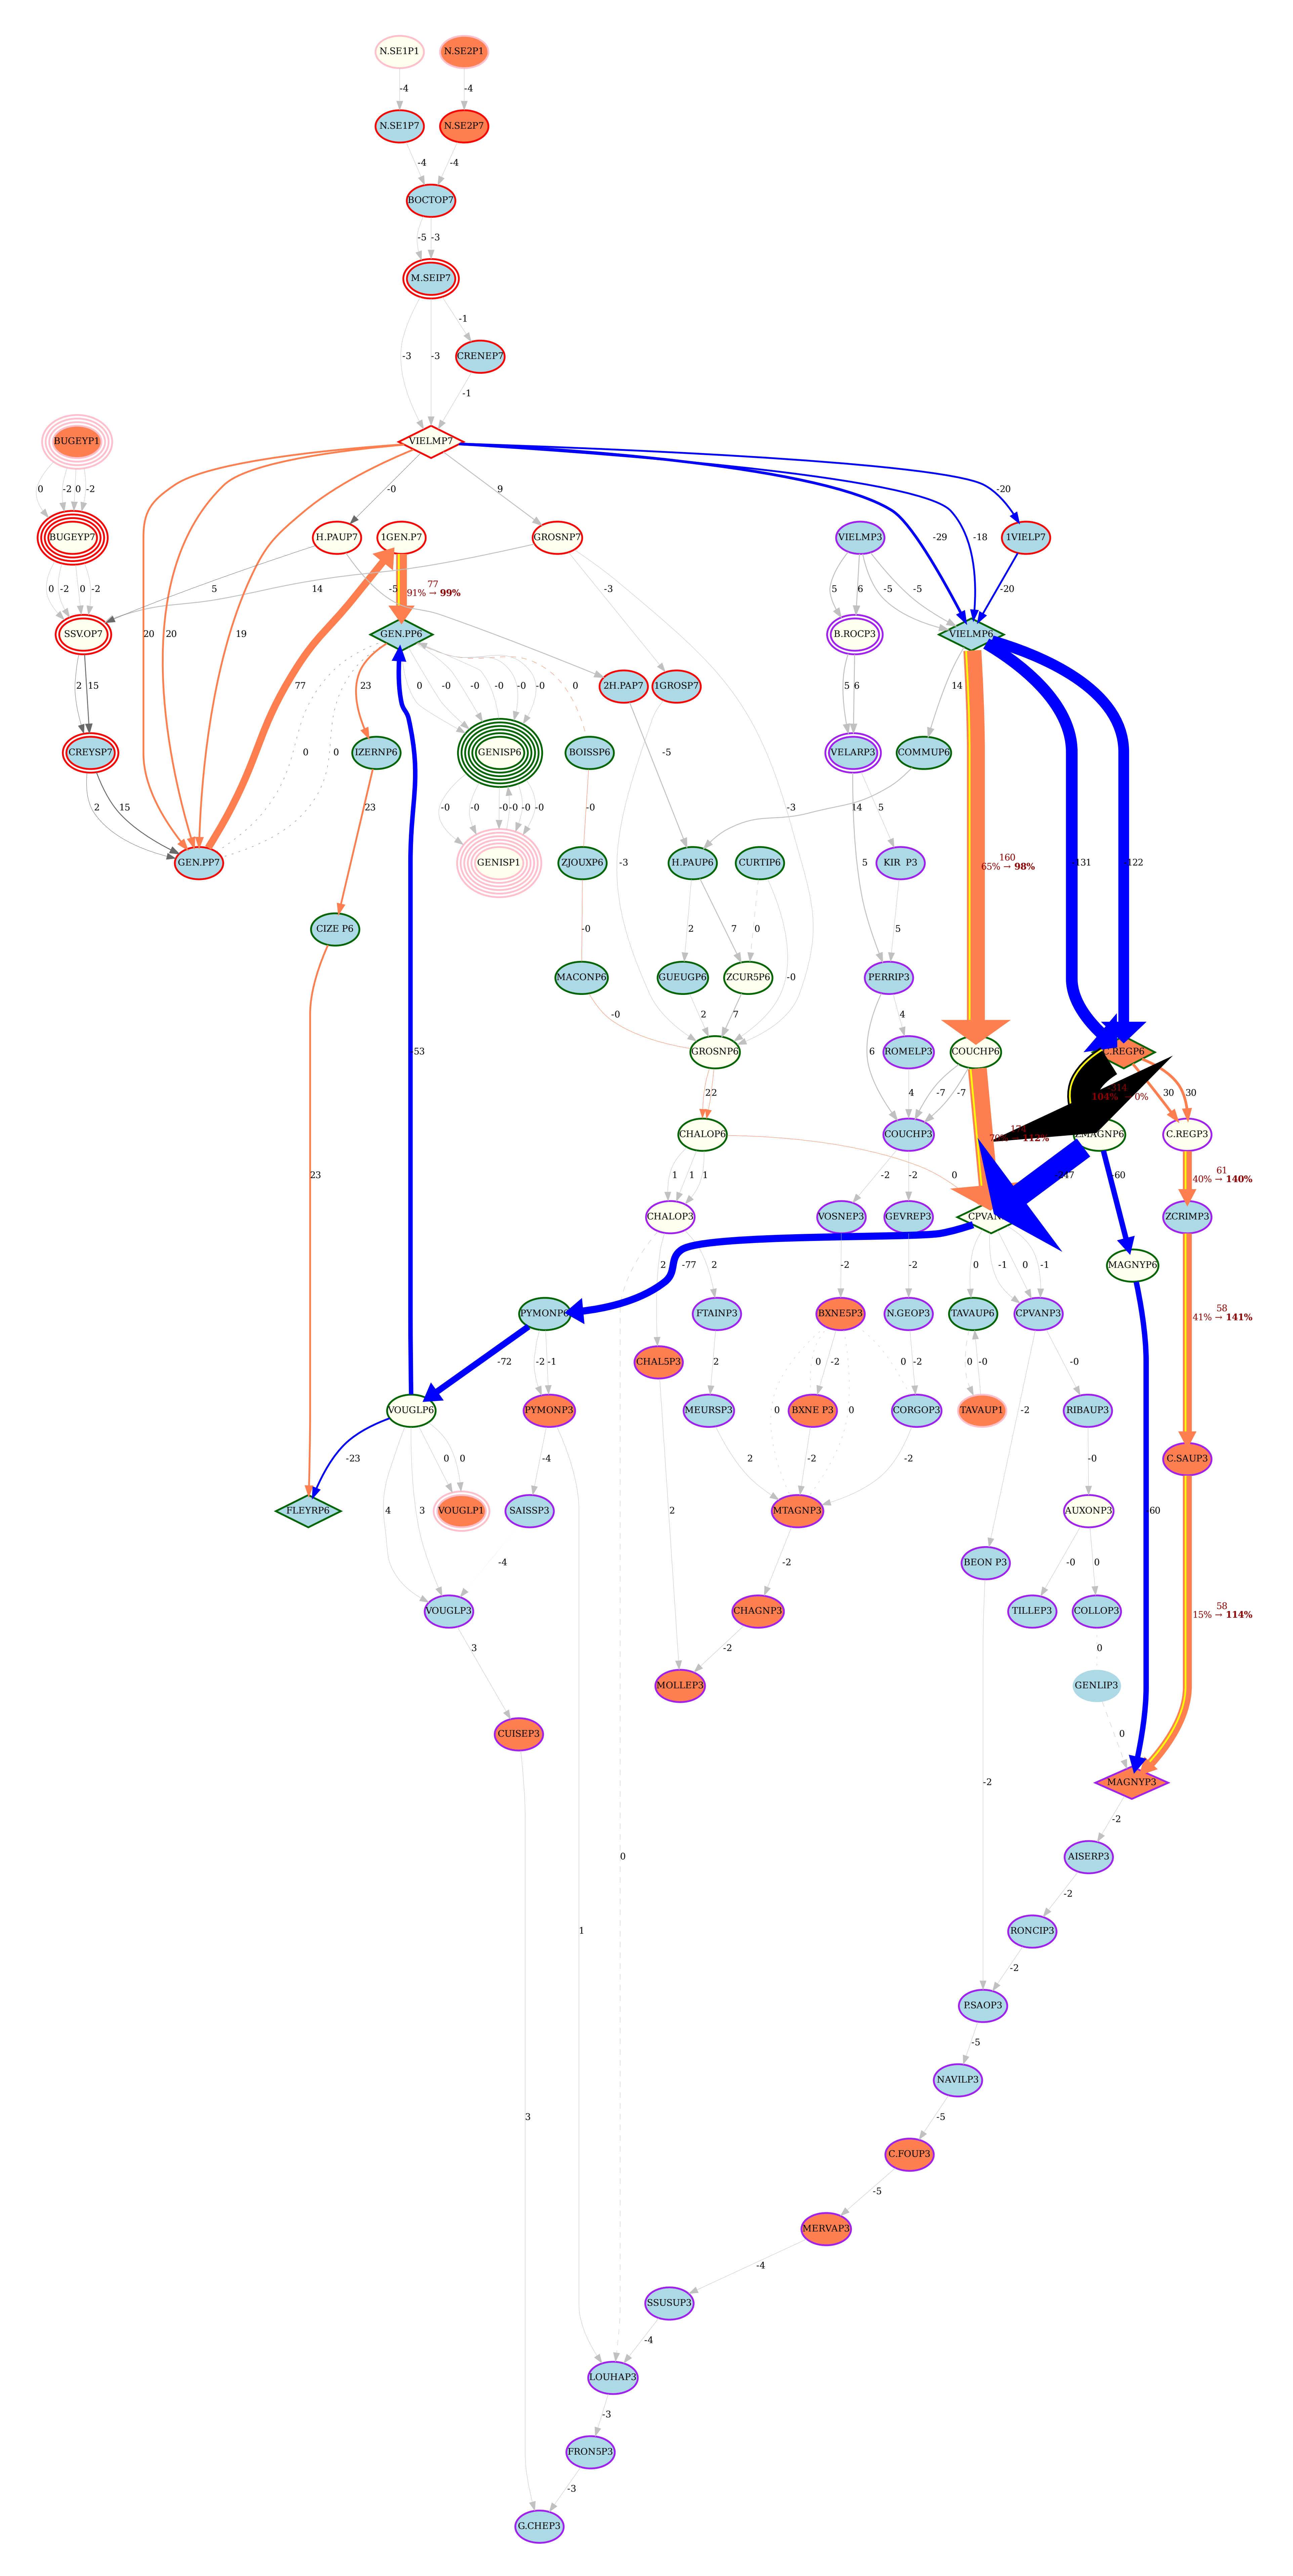 N.SE1P1
N.SE2P1
-4
-4
N.SE1P7
N.SE2P7
-4
-4
BOCTOP7
-5
-3
M.SEIP7
-1
-3
-3
CRENEP7
-1
BUGEYP1
VIELMP7
0
-2
0
-2
-0
9
-20
BUGEYP7
H.PAUP7
1GEN.P7
GROSNP7
-29
-18
VIELMP3
1VIELP7
0
-2
0
-2
5
14
-5
77
91% → 99%
-3
5
6
-5
-5
-20
20
20
19
SSV.OP7
GEN.PP6
B.ROCP3
VIELMP6
2
15
77
23
0
-0
-0
-0
-0
-0
0
2H.PAP7
1GROSP7
5
6
14
CREYSP7
0
0
IZERNP6
GENISP6
BOISSP6
-5
VELARP3
COMMUP6
2
15
23
-0
-0
-0
-0
-0
-0
-0
-3
14
5
GEN.PP7
GENISP1
ZJOUXP6
H.PAUP6
CURTIP6
-3
5
KIR P3
160
65% → 98%
CIZE P6
-0
2
7
0
5
MACONP6
GUEUGP6
ZCUR5P6
-0
PERRIP3
-0
2
7
4
53
GROSNP6
6
ROMELP3
COUCHP6
22
4
-7
-7
30
30
CHALOP6
COUCHP3
C.REGP3
23
1
1
1
0
-2
-2
61
40% → 140%
CHALOP3
VOSNEP3
GEVREP3
ZCRIMP3
2
-77
2
-2
-2
0
-1
0
-1
-60
MAGNYP6
PYMONP6
FTAINP3
BXNE5P3
N.GEOP3
TAVAUP6
CPVANP3
58
41% → 141%
-72
-2
-1
CHAL5P3
2
0
-2
0
-2
0
-0
-0
VOUGLP6
PYMONP3
MEURSP3
0
BXNE P3
0
CORGOP3
TAVAUP1
-2
RIBAUP3
-23
0
0
-4
2
-2
-2
-0
C.SAUP3
FLEYRP6
4
3
VOUGLP1
SAISSP3
2
MTAGNP3
AUXONP3
-4
-2
BEON P3
-0
0
VOUGLP3
CHAGNP3
TILLEP3
COLLOP3
58
15% → 114%
3
-2
0
MOLLEP3
GENLIP3
CUISEP3
0
-2
MAGNYP3
-2
0
AISERP3
1
-2
RONCIP3
-2
P.SAOP3
-5
NAVILP3
3
-5
C.FOUP3
-5
MERVAP3
-4
SSUSUP3
-4
LOUHAP3
-3
FRON5P3
-3
G.CHEP3